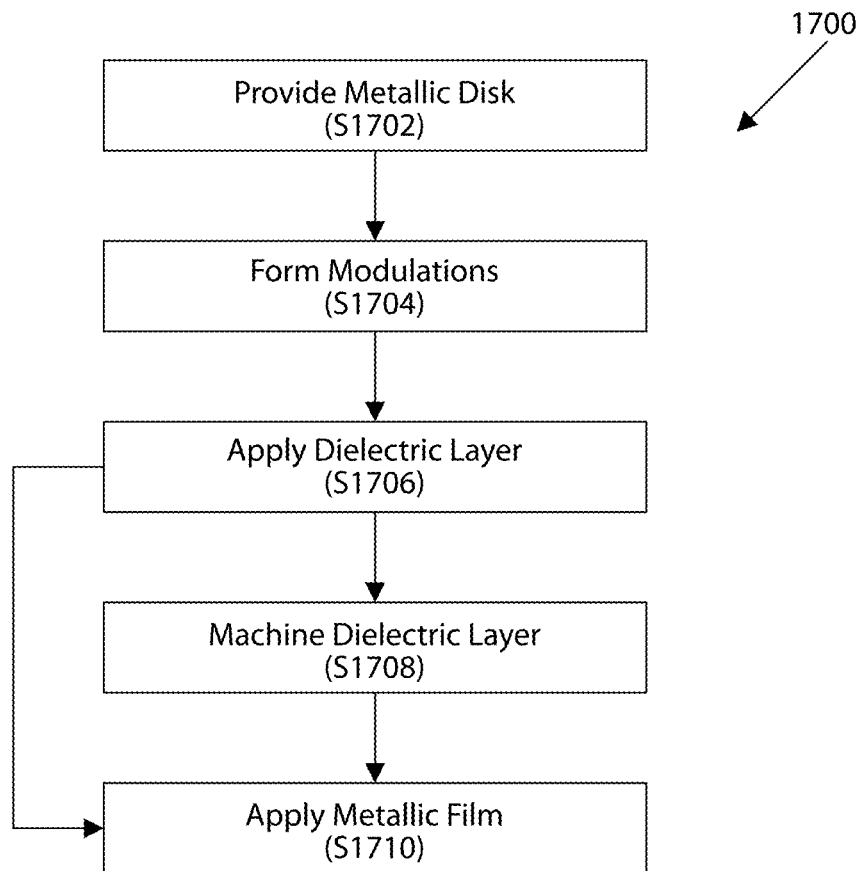 1700
Provide Metallic Disk
(S1702)
Form Modulations
(S1704)
Apply Dielectric Layer
(S1706)
Machine Dielectric Layer
(S1708)
Apply Metallic Film
(S1710)